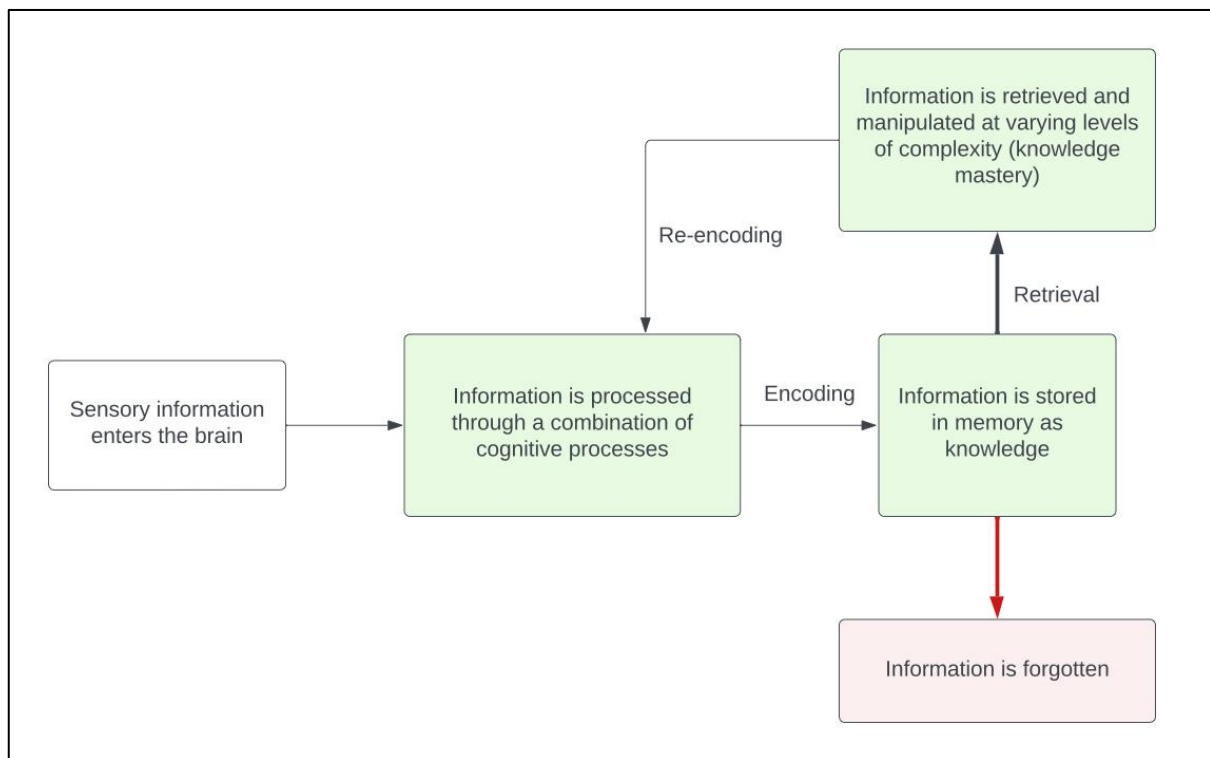 Information is retrieved and
manipulated at varying levels
of complexity (knowledge
mastery)
Re-encoding
Retrieval
Sensory information
enters the brain
Information is processed
through a combination of
cognitive processes
Encoding
Information is stored
in memory as
knowledge
Information is forgotten